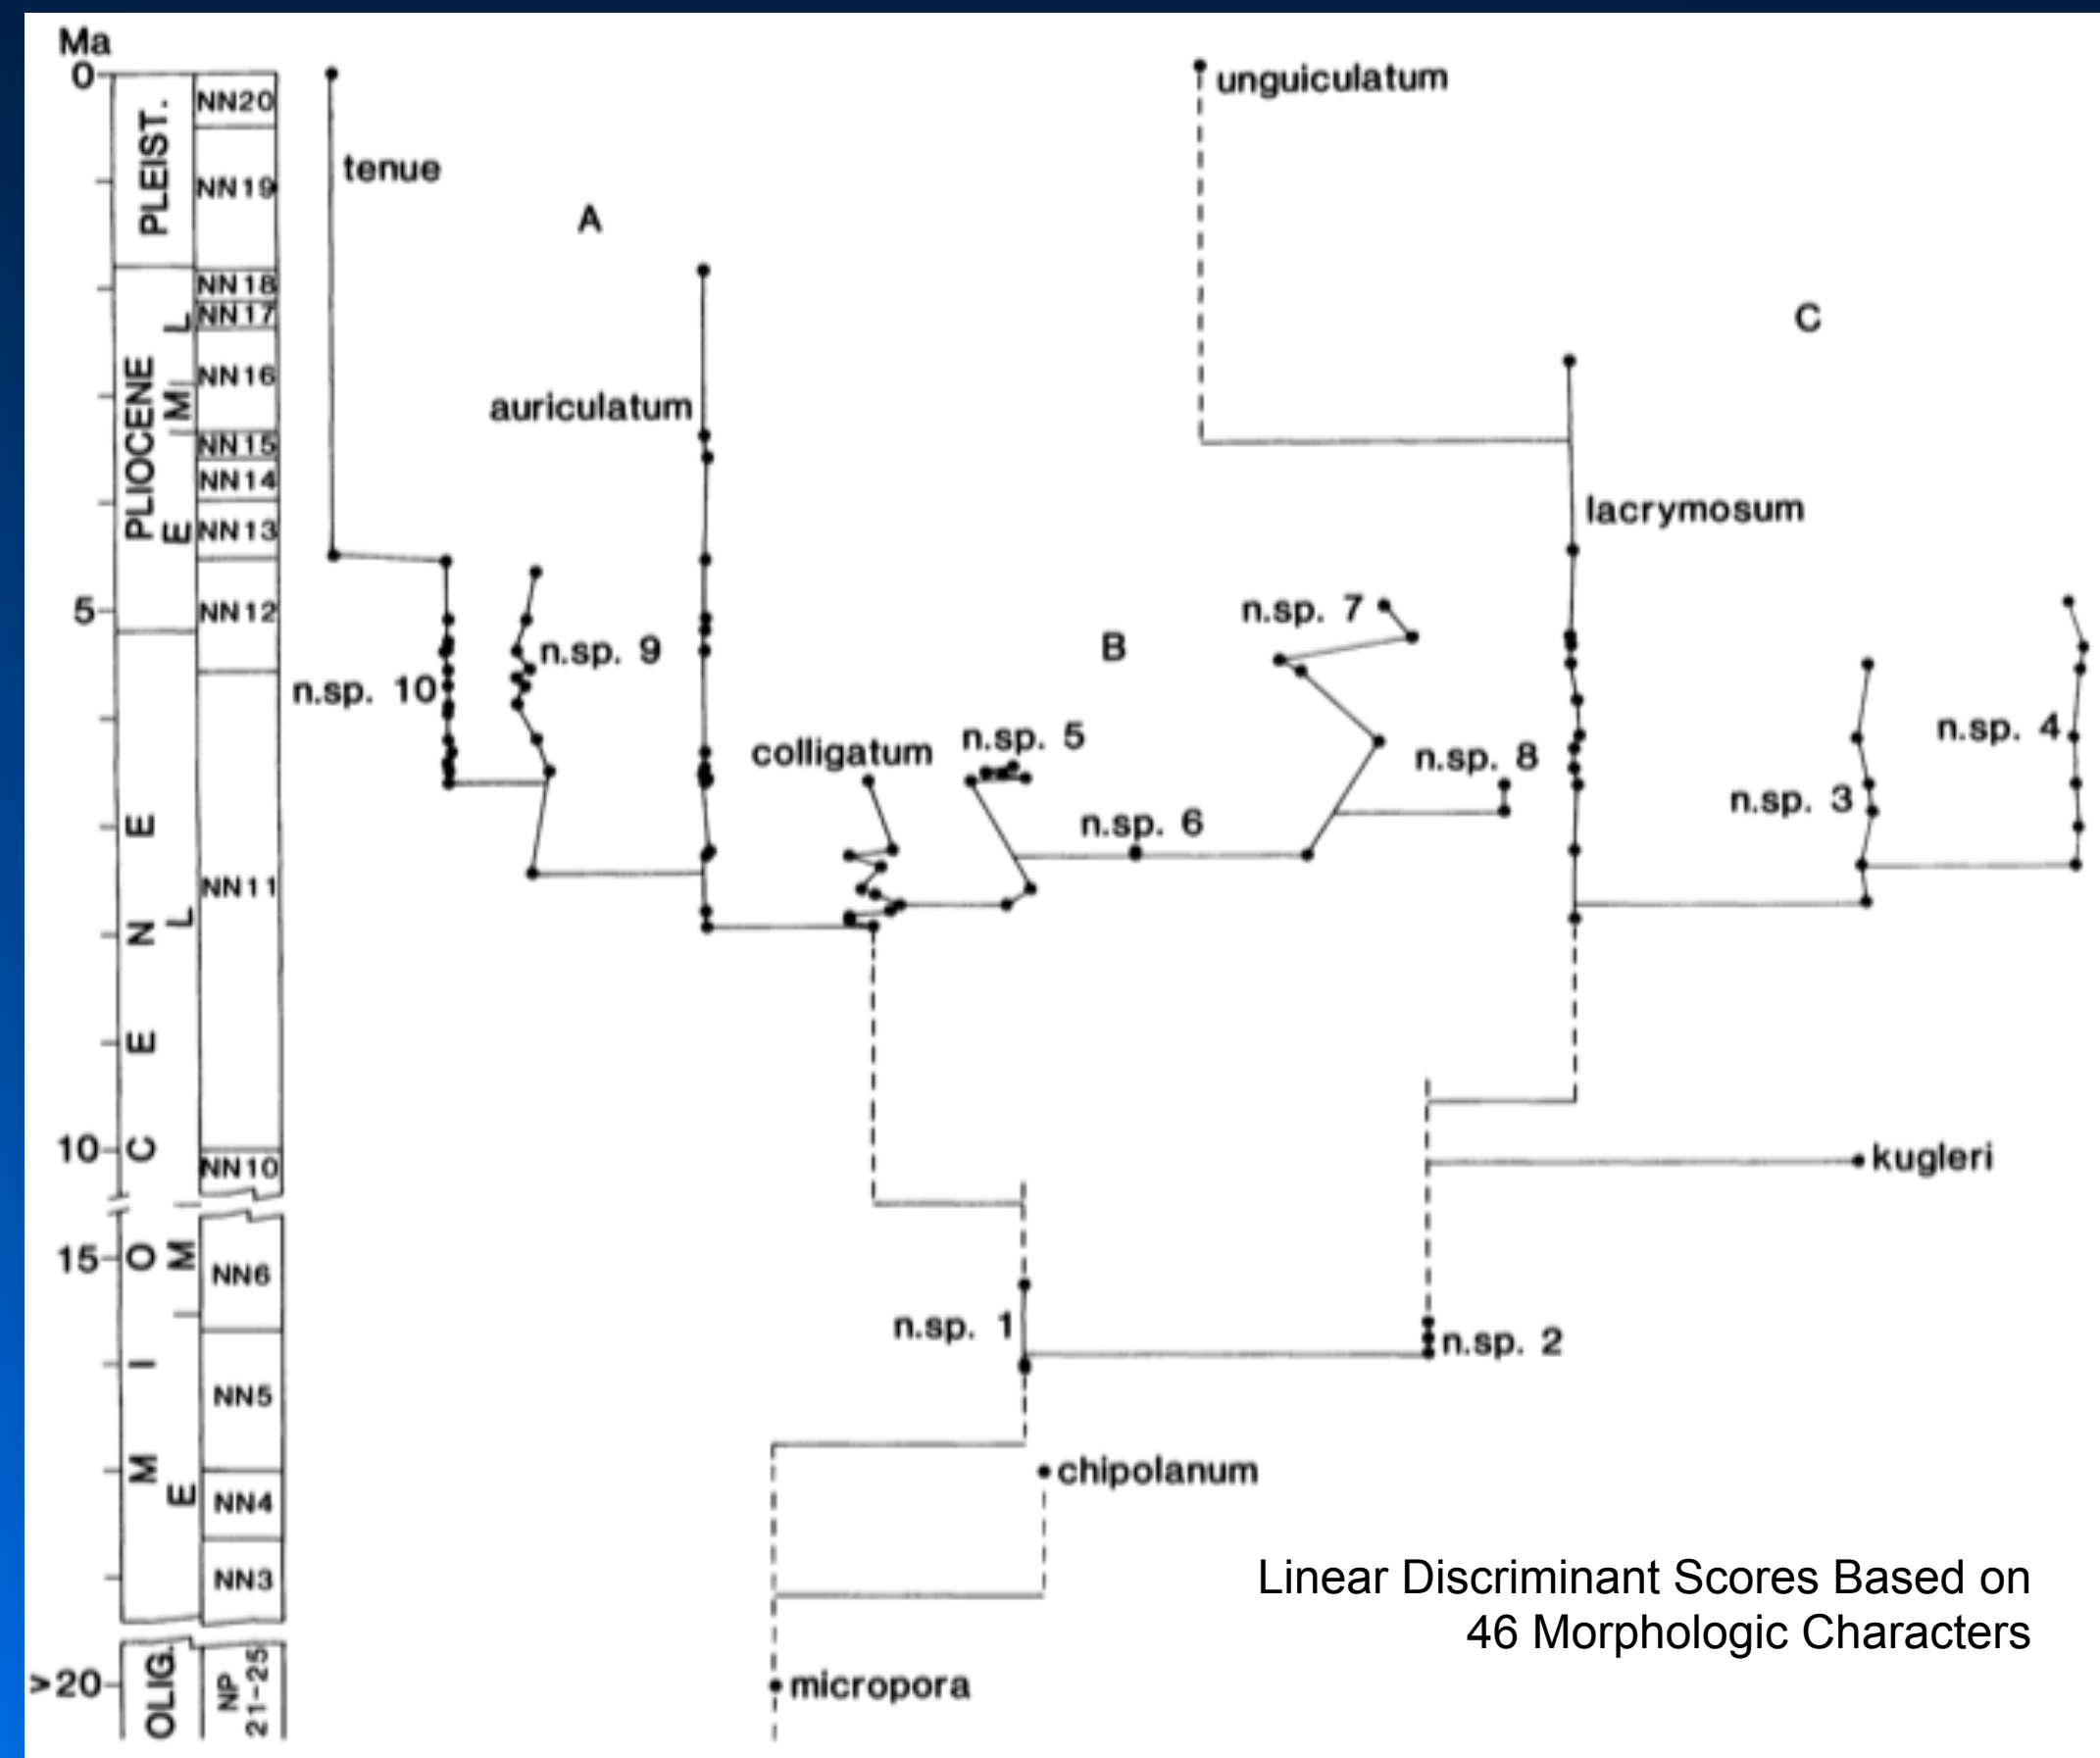 Ma
0
5
10
15
>20
PLEIST.
PLIOCENE
E M L
MIOCENE
E M L
OLIG.
NN20
NN19
NN18
NN17
NN16
NN15
NN14
NN13
NN12
NN11
NN10
NN6
NN5
NN4
NN3
NP
21-25
tenue
A
unguiculatum
C
auriculatum
lacrymosum
n.sp. 7
B
n.sp. 9
n.sp. 10
n.sp. 4
colligatum
n.sp. 5
n.sp. 8
n.sp. 3
n.sp. 6
kugleri
n.sp. 1
n.sp. 2
chipolanum
micropora
Linear Discriminant Scores Based on
46 Morphologic Characters